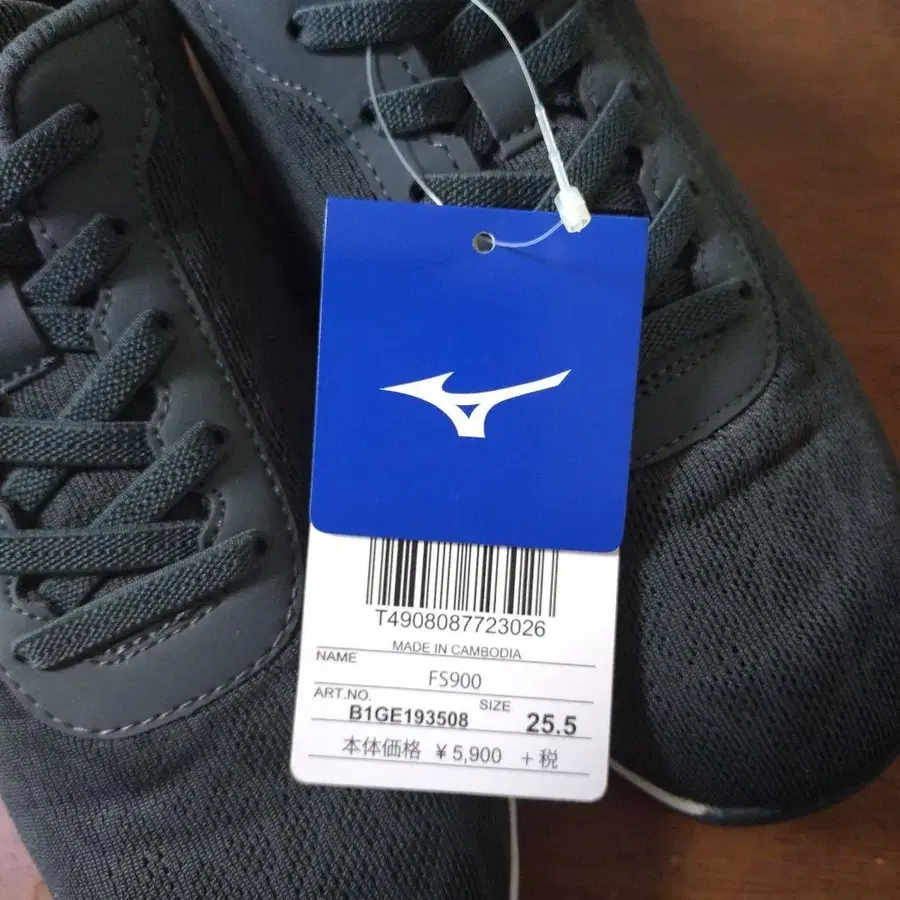 T4908087723026
MADE IN CAMBODIA
NAME
FS900
ART.NO.
B1GE193508
SIZE
25.5
本体価格 ¥5,900 +税